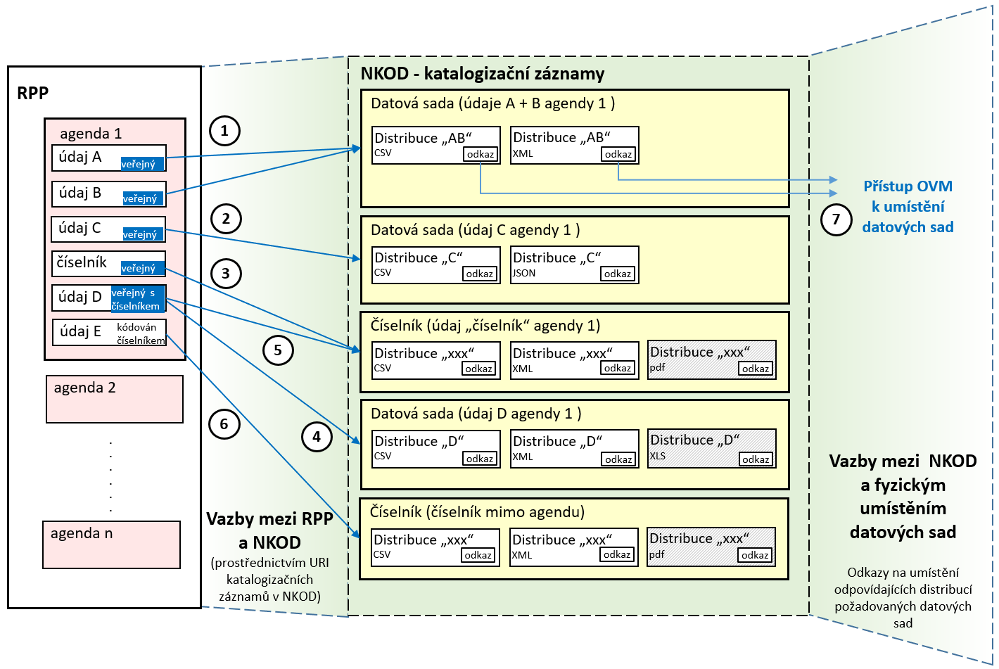 RPP
agenda 1
údaj A
veřejný
údaj B
veřejný
údaj C
veřejný
číselník
veřejný
údaj D
veřejný s
číselníkem
údaj E
kódován
číselníkem
agenda 2
agenda n
1
2
3
5
6
4
Vazby mezi RPP
a NKOD
(prostřednictvím URI
katalogizačních
záznamů v NKOD)
NKOD - katalogizační záznamy
Datová sada (údaje A + B agendy 1 )
Distribuce „AB“
CSV
odkaz
Distribuce „AB“
XML
odkaz
Datová sada (údaj C agendy 1 )
Distribuce „C“
CSV
odkaz
Distribuce „C“
JSON
odkaz
Číselník (údaj „číselník“ agendy 1)
Distribuce „xxx“
CSV
odkaz
Distribuce „xxx“
XML
odkaz
Distribuce „xxx“
pdf
odkaz
Datová sada (údaj D agendy 1 )
Distribuce „D“
CSV
odkaz
Distribuce „D“
XML
odkaz
Distribuce „D“
XLS
odkaz
Číselník (číselník mimo agendu)
Distribuce „xxx“
CSV
odkaz
Distribuce „xxx“
XML
odkaz
Distribuce „xxx“
pdf
odkaz
Přístup OVM
k umístění
datových sad
7
Vazby mezi NKOD
a fyzickým
umístěním
datových sad
Odkazy na umístění
odpovídajících distribucí
požadovaných datových
sad